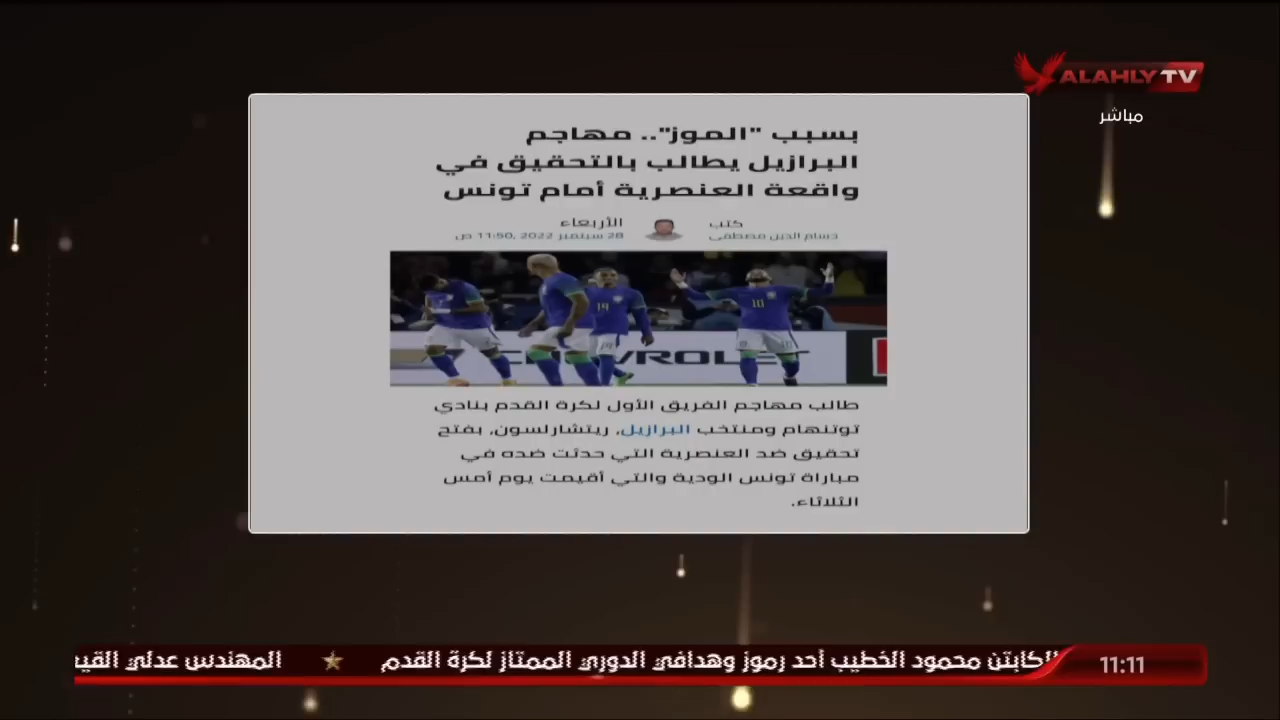 ALAHLY TV
مباشر
بسبب "الموز".. مهاجم
البرازيل يطالب بالتحقيق في
واقعة العنصرية أمام تونس
كتب
حسام الدين مصطفى
الأربعاء
28 سبتمبر 2022, 11:50 ص
10
19
CHEVROLET
طالب مهاجم الفريق الأول لكرة القدم بنادي
توتنهام ومنتخب البرازيل، ريتشارلسون، بفتح
تحقيق ضد العنصرية التي حدثت ضده في
مباراة تونس الودية والتي أقيمت يوم أمس
الثلاثاء.
الكابتن محمود الخطيب أحد رموز وهدافي الدوري الممتاز لكرة القدم
المهندس عدلي
11:11